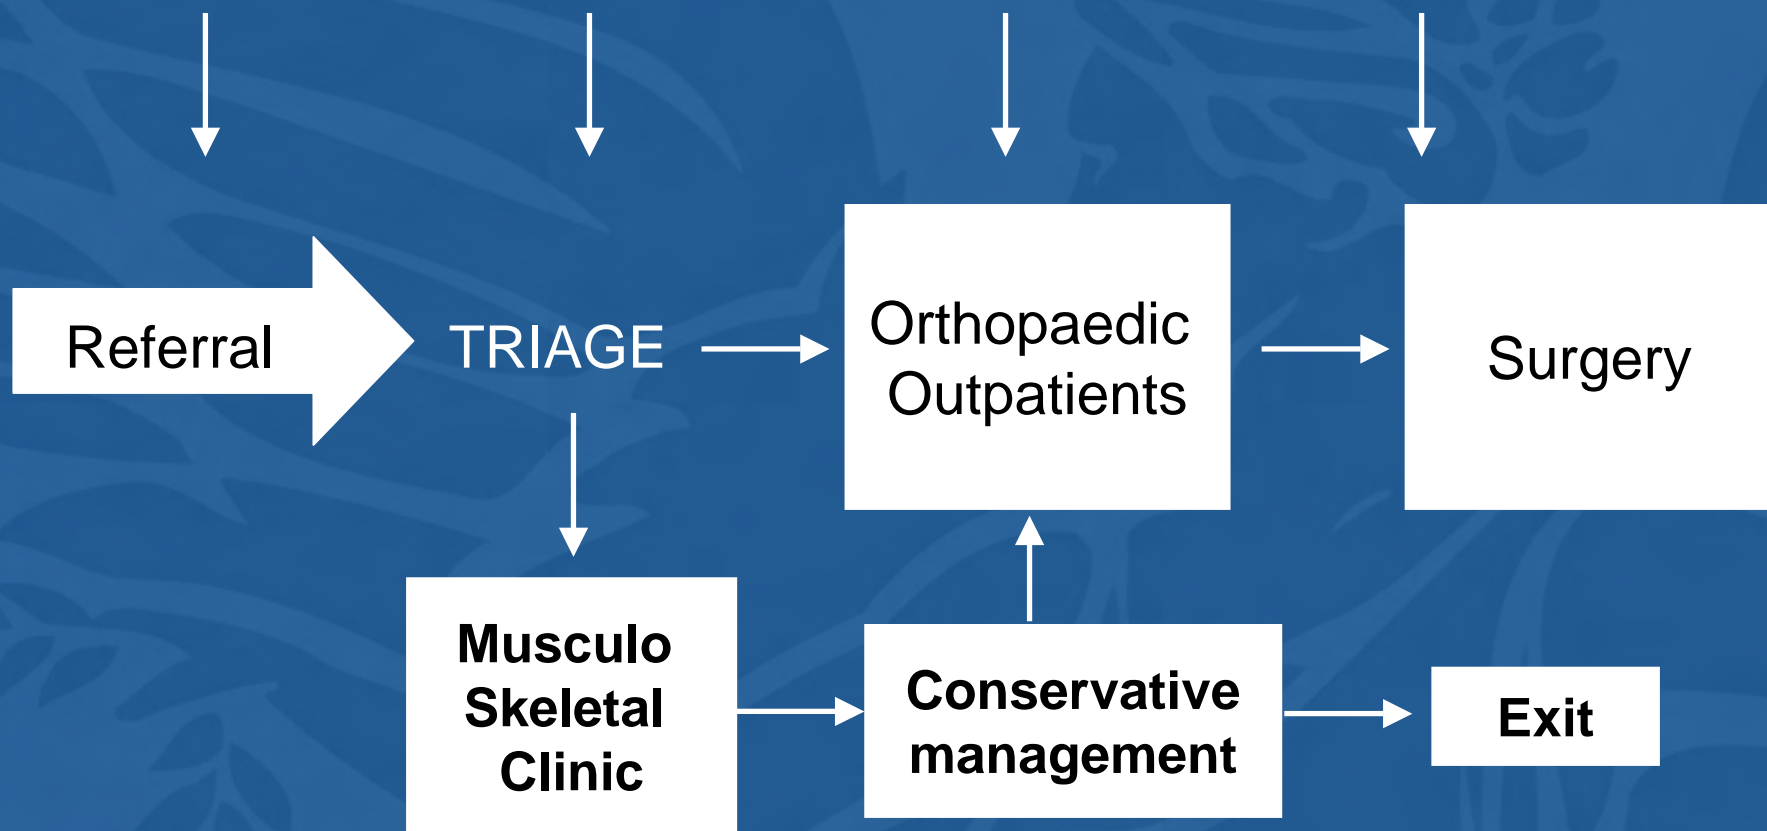 Referral
TRIAGE
Orthopaedic
Outpatients
Surgery
Musculo
Skeletal
Clinic
Conservative
management
Exit